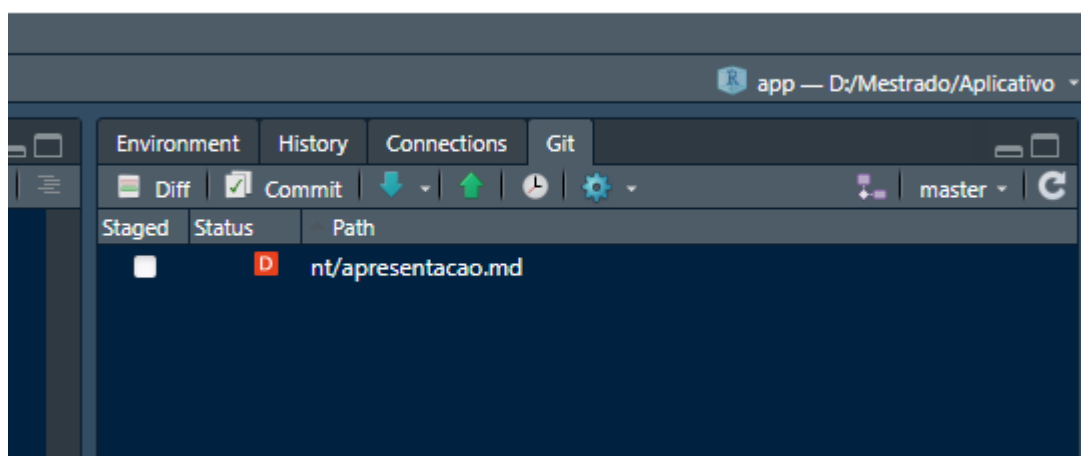 R app — D:/Mestrado/Aplicativo
Environment History Connections Git
Diff Commit master
Staged Status Path
D nt/apresentacao.md